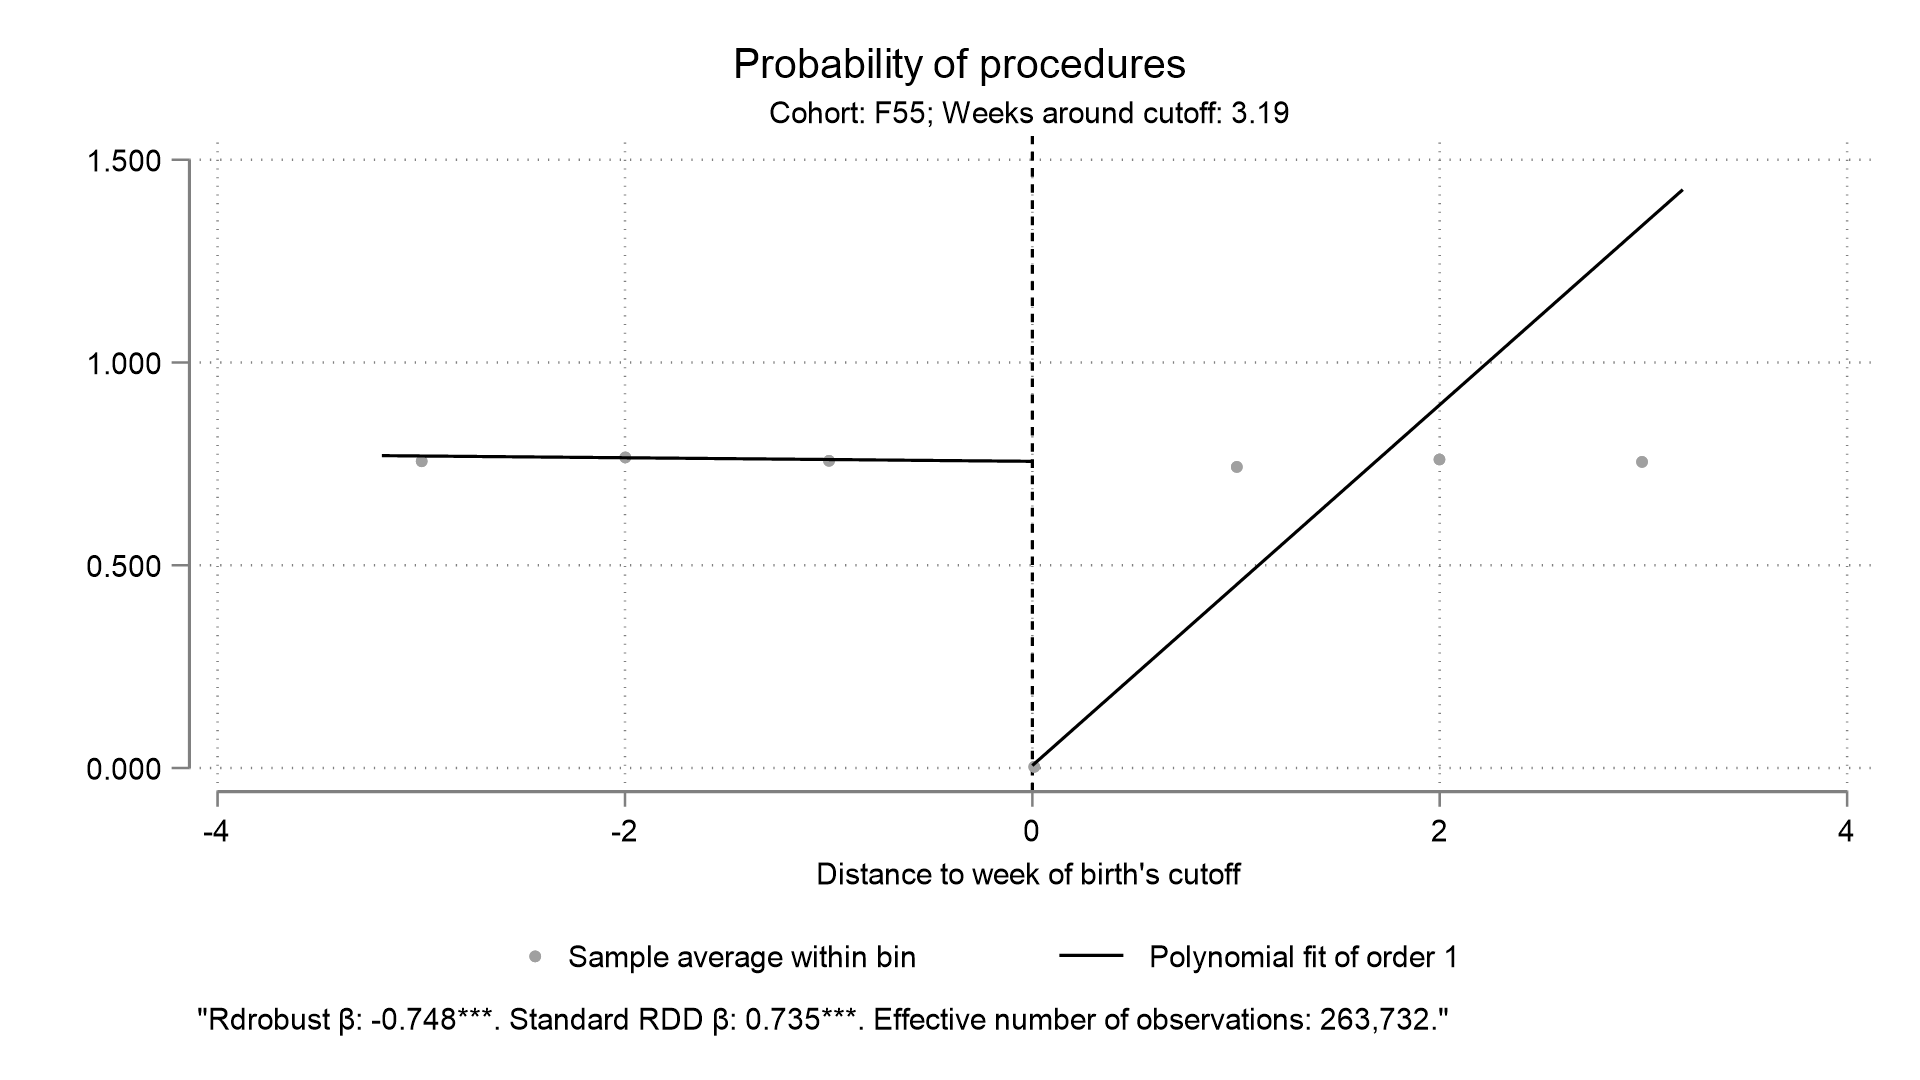 Probability of procedures
Cohort: F55; Weeks around cutoff: 3.19
1.500
1.000
0.500
0.000
-4 -2 0 2 4
Distance to week of birth's cutoff
Sample average within bin Polynomial fit of order 1
"Rdrobust β: -0.748***. Standard RDD β: 0.735***. Effective number of observations: 263,732."